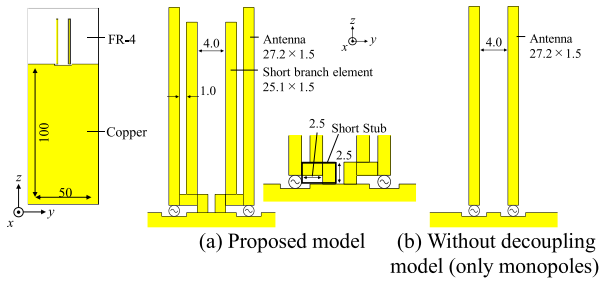 FR-4
Copper
100
50
z
y
x
4.0
1.0
Antenna
27.2 × 1.5
Short branch element
25.1 × 1.5
z
y
x
2.5
Short Stub
2.5
(a) Proposed model
4.0
Antenna
27.2 × 1.5
z
x
y
(b) Without decoupling
model (only monopoles)